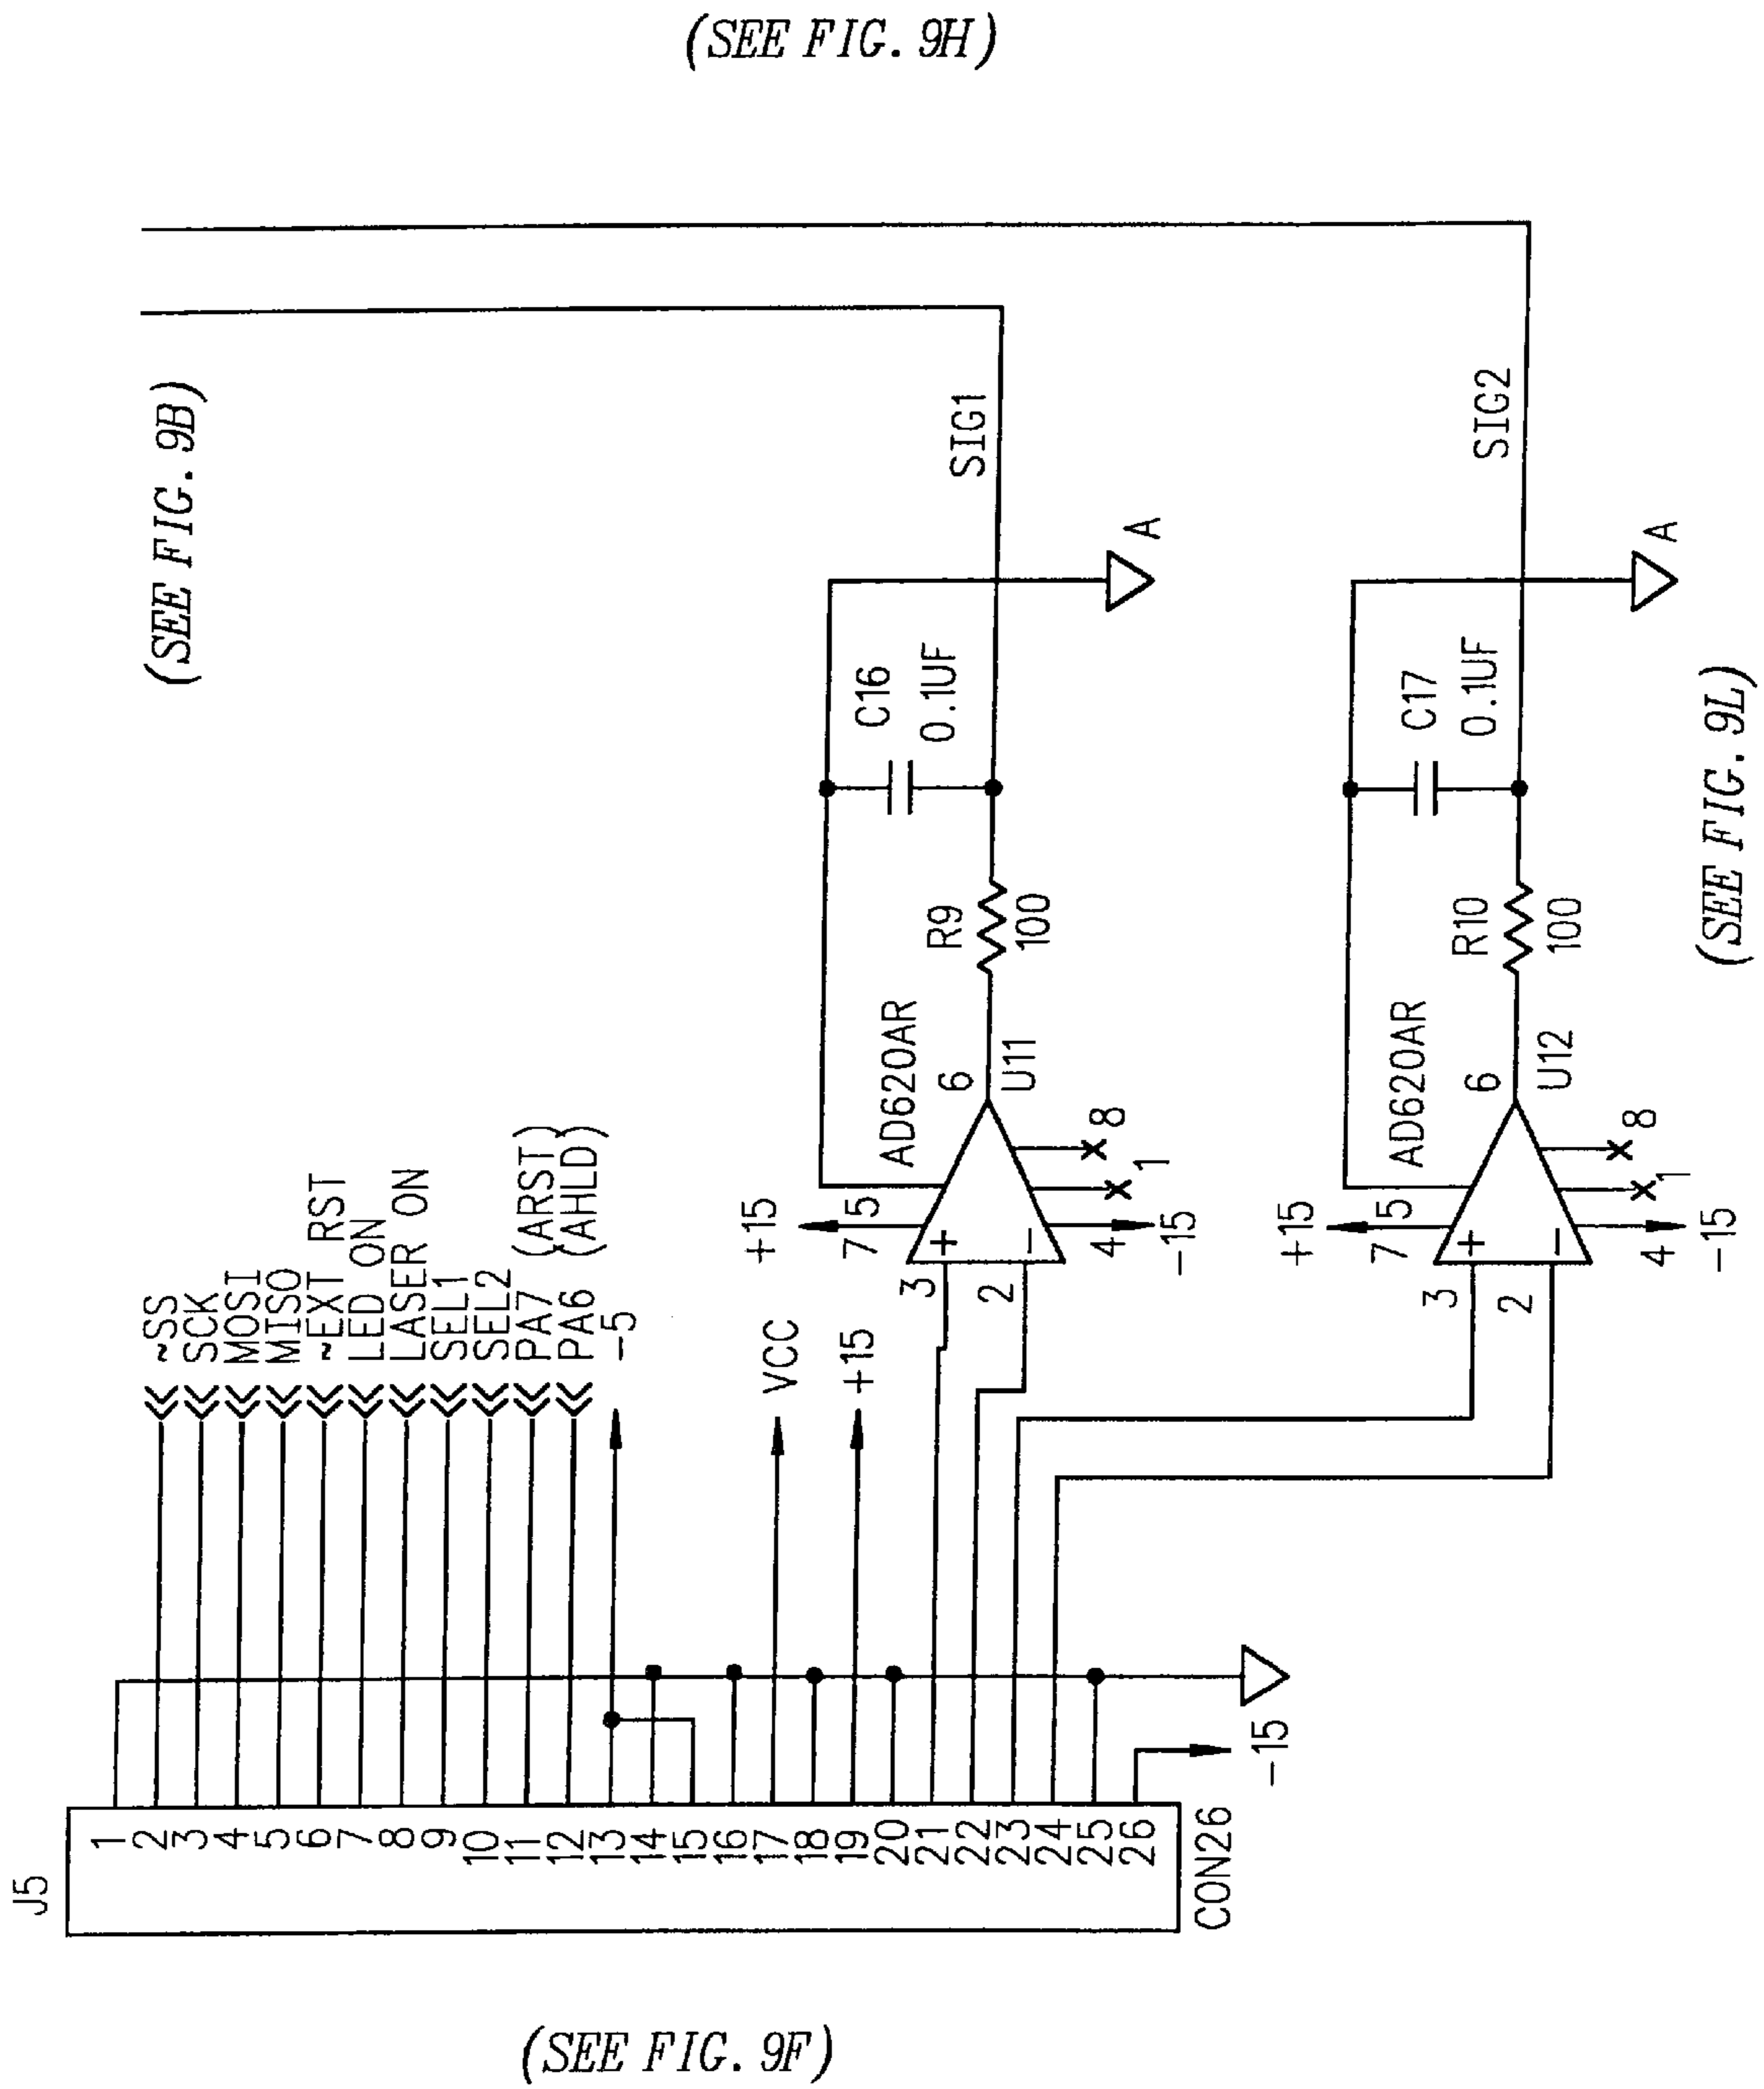 (SEE FIG. 9H)
(SEE FIG. 9B)
(SEE FIG. 9F)
(SEE FIG. 9L)
J5
1
2
3
4
5
6
7
8
9
10
11
12
13
14
15
16
17
18
19
20
21
22
23
24
25
26
CON26
~SS
SCK
MOSI
MISO
~EXT RST
LED ON
LASER ON
SEL1
SEL2
PA7 (ARST)
PA6 (AHLD)
-5
VCC
+15
-15
+15
7
5
AD620AR
3
+
2
-
6
U11
4
1
8
-15
R9
100
C16
0.1UF
A
SIG1
+15
7
5
AD620AR
3
+
2
-
6
U12
4
1
8
-15
R10
100
C17
0.1UF
A
SIG2